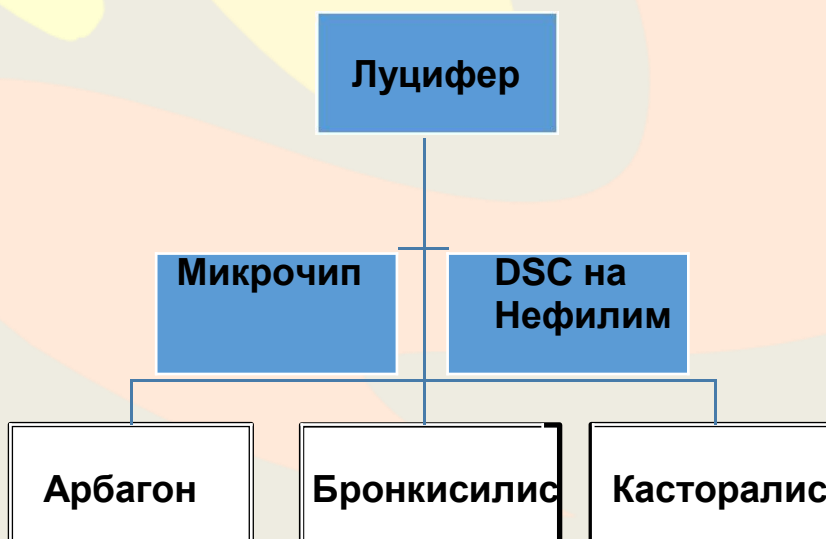 Луцифер
Микрочип
DSC на
Нефилим
Арбагон
Бронкисилис
Касторалис